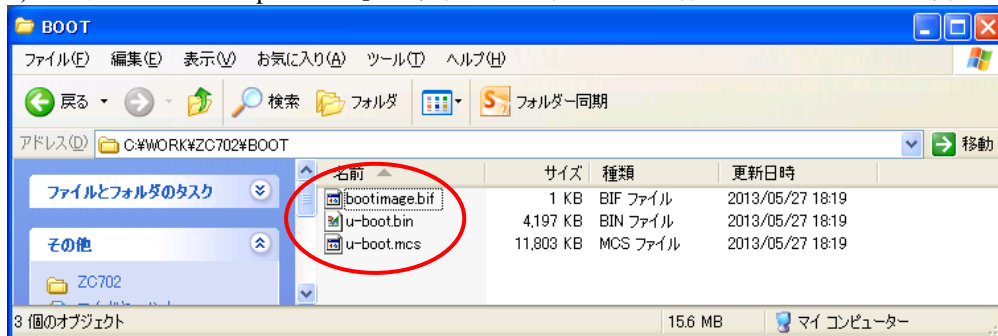 BOOT
ファイル(F) 編集(E) 表示(V) お気に入り(A) ツール(T) ヘルプ(H)
戻る 検索 フォルダ フォルダー同期
アドレス(D) C:¥WORK¥ZC702¥BOOT 移動
名前 サイズ 種類 更新日時
ファイルとフォルダのタスク
bootimage.bif 1 KB BIF ファイル 2013/05/27 18:19
u-boot.bin 4,197 KB BIN ファイル 2013/05/27 18:19
u-boot.mcs 11,803 KB MCS ファイル 2013/05/27 18:19
その他
ZC702
3 個のオブジェクト 15.6 MB マイ コンピューター